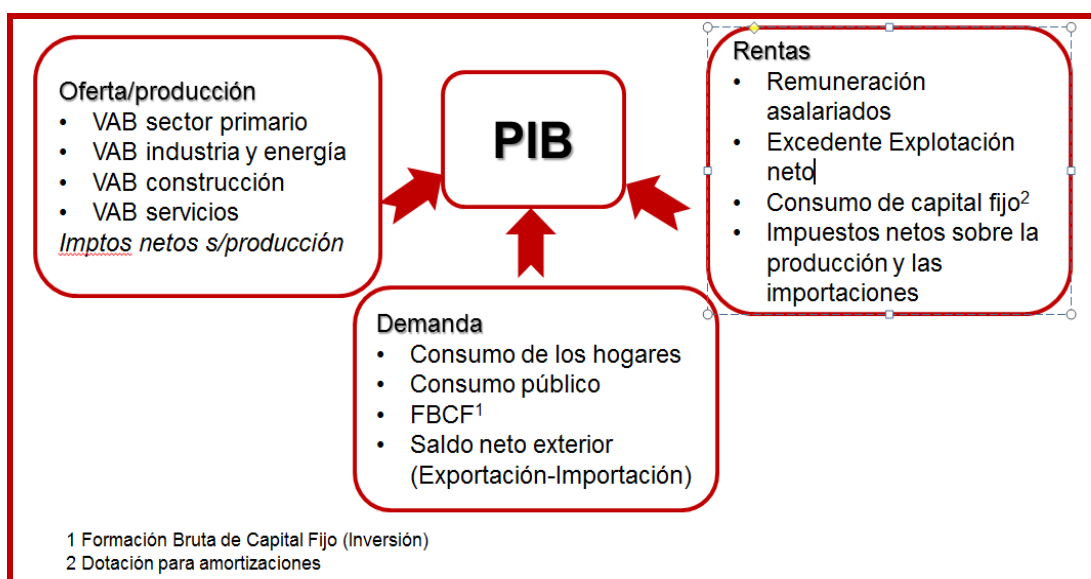 Oferta/producción
• VAB sector primario
• VAB industria y energía
• VAB construcción
• VAB servicios
Imptos netos s/producción
PIB
Rentas
• Remuneración
asalariados
• Excedente Explotación
neto
• Consumo de capital fijo²
• Impuestos netos sobre la
producción y las
importaciones
Demanda
• Consumo de los hogares
• Consumo público
• FBCF¹
• Saldo neto exterior
(Exportación-Importación)
1 Formación Bruta de Capital Fijo (Inversión)
2 Dotación para amortizaciones